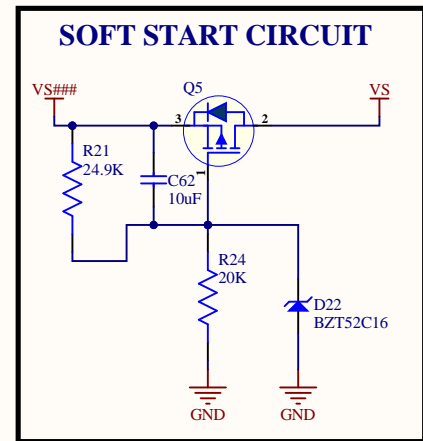 SOFT START CIRCUIT
Q5
VS###
VS
3
2
1
R21
24.9K
C62
10uF
R24
20K
D22
BZT52C16
GND
GND